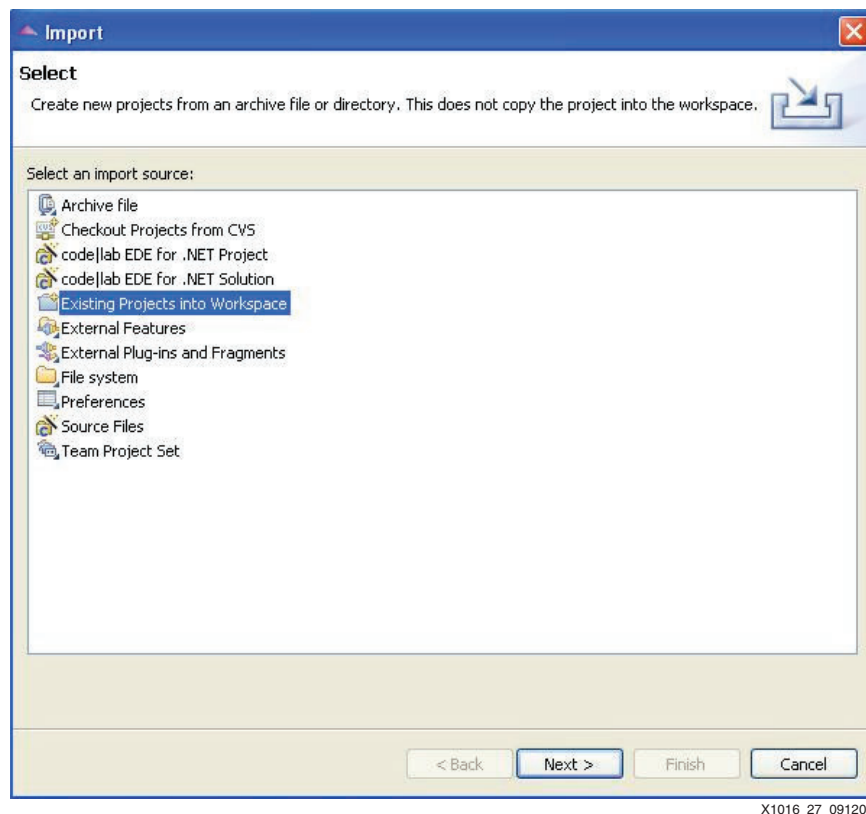 Import
Select
Create new projects from an archive file or directory. This does not copy the project into the workspace.
Select an import source:
Archive file
Checkout Projects from CVS
code|lab EDE for .NET Project
code|lab EDE for .NET Solution
Existing Projects into Workspace
External Features
External Plug-ins and Fragments
File system
Preferences
Source Files
Team Project Set
< Back Next > Finish Cancel
X1016_27_09120